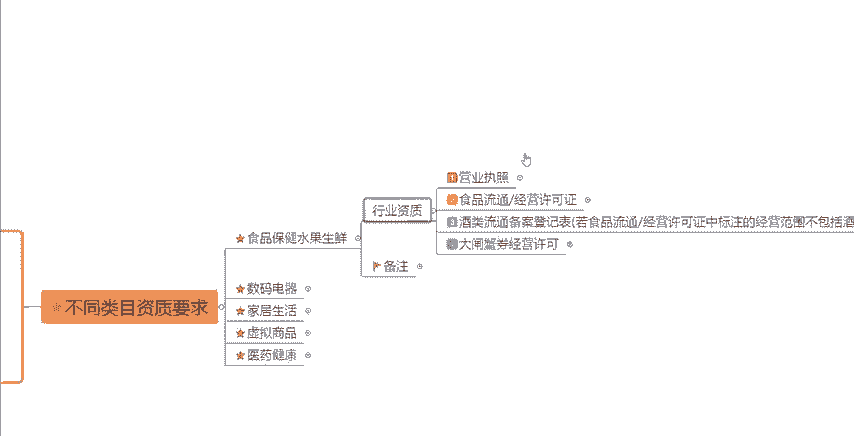 营业执照
食品流通/经营许可证
行业资质
酒类流通备案登记表(若食品流通/经营许可证中标注的经营范围不包括酒
食品保健水果生鲜
大闸蟹券经营许可
备注
数码电器
不同类目资质要求
家居生活
虚拟商品
医药健康